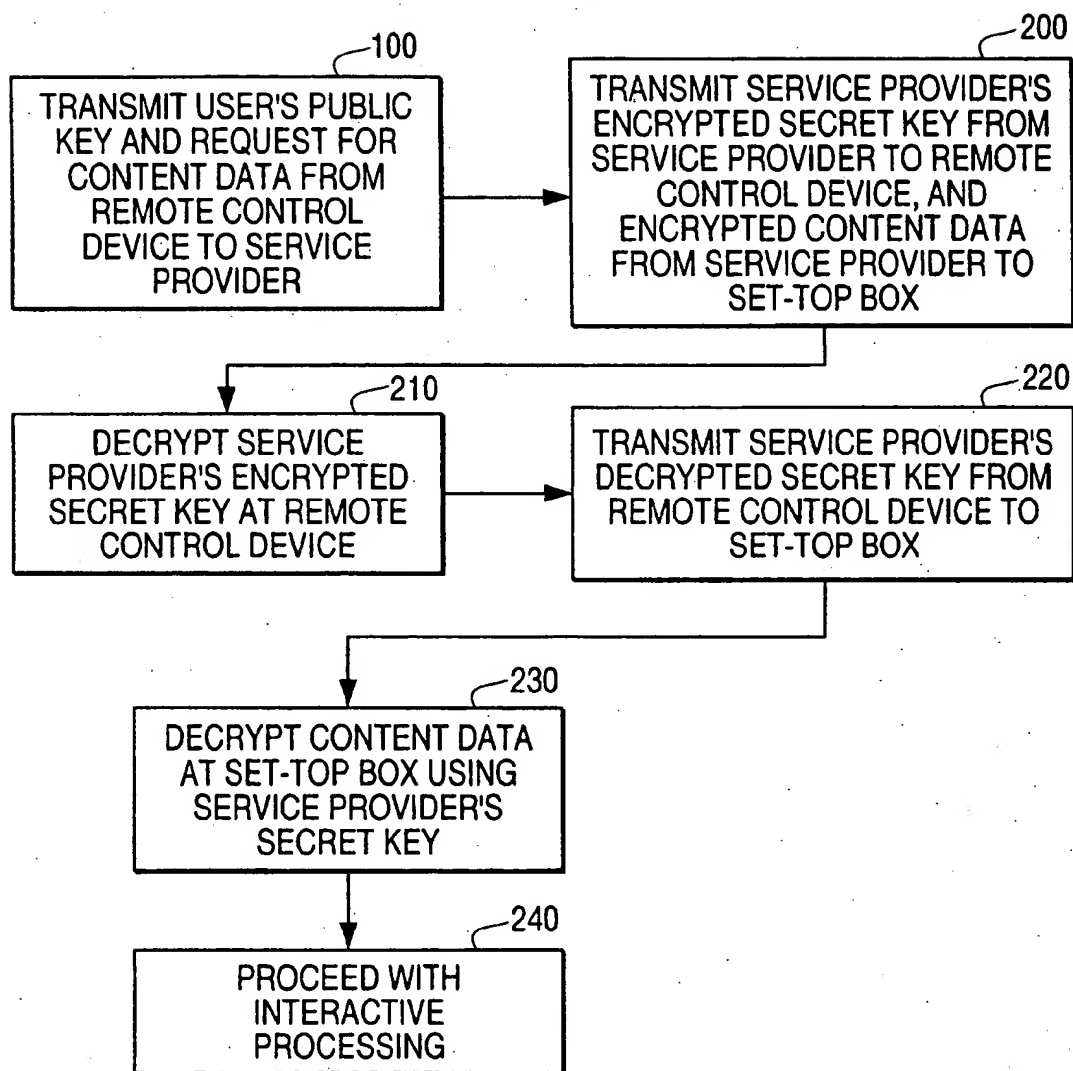 100
TRANSMIT USER'S PUBLIC
KEY AND REQUEST FOR
CONTENT DATA FROM
REMOTE CONTROL
DEVICE TO SERVICE
PROVIDER
200
TRANSMIT SERVICE PROVIDER'S
ENCRYPTED SECRET KEY FROM
SERVICE PROVIDER TO REMOTE
CONTROL DEVICE, AND
ENCRYPTED CONTENT DATA
FROM SERVICE PROVIDER TO
SET-TOP BOX
210
DECRYPT SERVICE
PROVIDER'S ENCRYPTED
SECRET KEY AT REMOTE
CONTROL DEVICE
220
TRANSMIT SERVICE PROVIDER'S
DECRYPTED SECRET KEY FROM
REMOTE CONTROL DEVICE TO
SET-TOP BOX
230
DECRYPT CONTENT DATA
AT SET-TOP BOX USING
SERVICE PROVIDER'S
SECRET KEY
240
PROCEED WITH
INTERACTIVE
PROCESSING